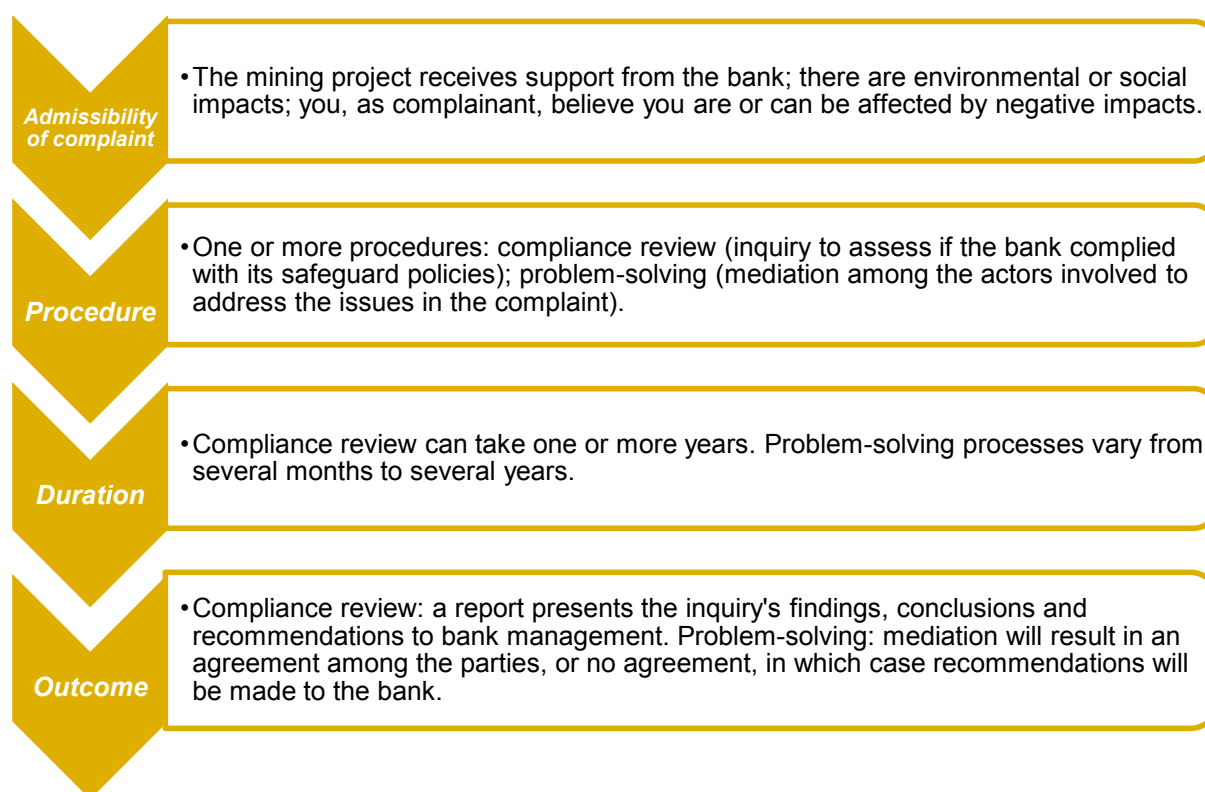 Admissibility
of complaint
•The mining project receives support from the bank; there are environmental or social
impacts; you, as complainant, believe you are or can be affected by negative impacts.
Procedure
•One or more procedures: compliance review (inquiry to assess if the bank complied
with its safeguard policies); problem-solving (mediation among the actors involved to
address the issues in the complaint).
Duration
•Compliance review can take one or more years. Problem-solving processes vary from
several months to several years.
Outcome
•Compliance review: a report presents the inquiry's findings, conclusions and
recommendations to bank management. Problem-solving: mediation will result in an
agreement among the parties, or no agreement, in which case recommendations will
be made to the bank.